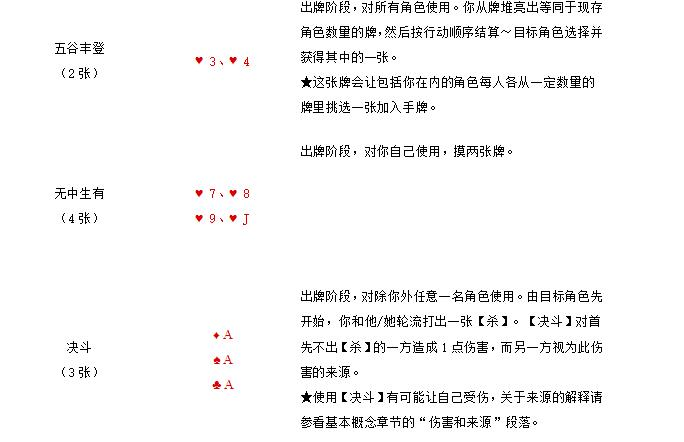 五谷丰登
（2 张）
♥ 3、♥ 4
出牌阶段，对所有角色使用。你从牌堆亮出等同于现存
角色数量的牌，然后按行动顺序结算～目标角色选择并
获得其中的一张。
★这张牌会让包括你在内的角色每人各从一定数量的
牌里挑选一张加入手牌。
无中生有
（4 张）
♥ 7、♥ 8
♥ 9、♥ J
出牌阶段，对你自己使用，摸两张牌。
决斗
（3 张）
♦ A
♠ A
♣ A
出牌阶段，对除你外任意一名角色使用。由目标角色先
开始，你和他/她轮流打出一张【杀】。【决斗】对首
先不出【杀】的一方造成 1 点伤害，而另一方视为此伤
害的来源。
★使用【决斗】有可能让自己受伤，关于来源的解释请
参看基本概念章节的“伤害和来源”段落。